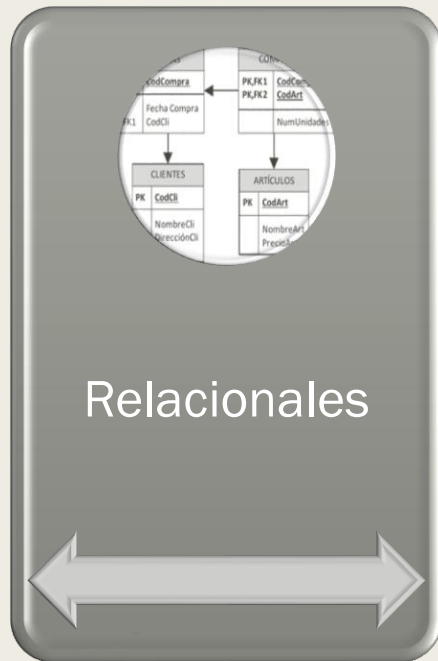 CodCompra
PK,FK1
PK,FK2
CodArt
Fecha Compra
FK1
CodCli
NumUnidades
CLIENTES
ARTÍCULOS
PK
CodCli
PK
CodArt
NombreCli
DirecciónCli
Relacionales